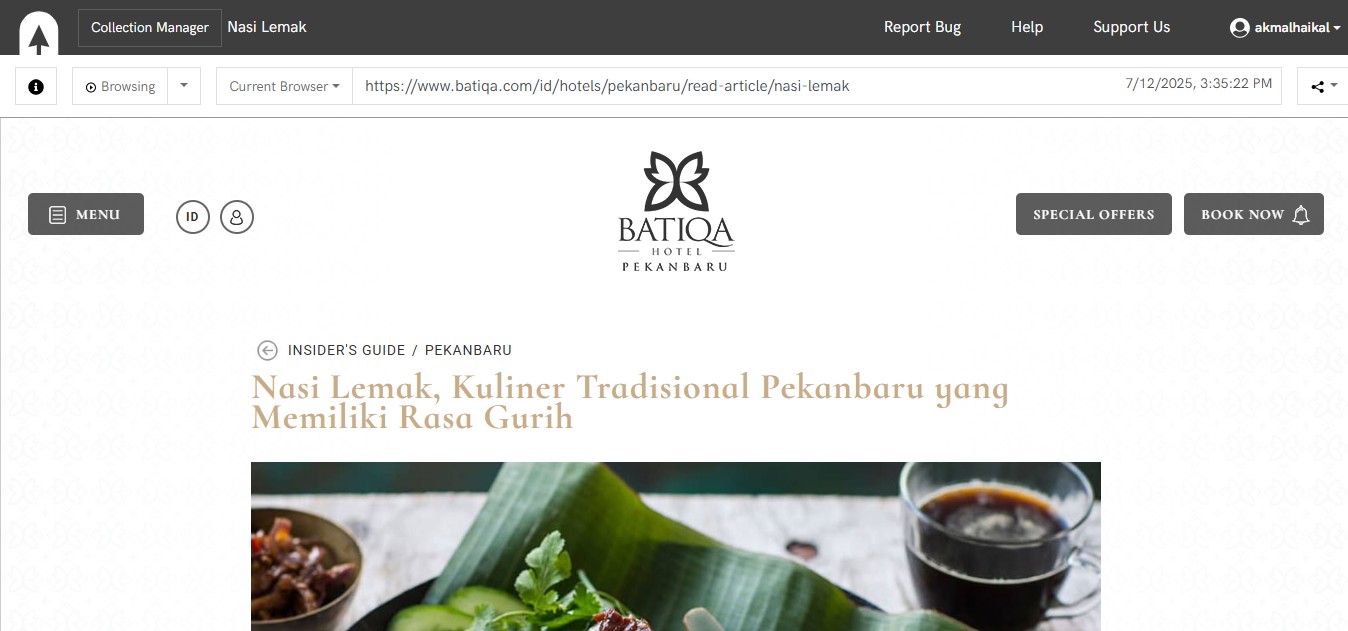 Collection Manager Nasi Lemak Report Bug Help Support Us akmalhaikal
Browsing Current Browser https://www.batiqa.com/id/hotels/pekanbaru/read-article/nasi-lemak 7/12/2025, 3:35:22 PM
MENU ID SPECIAL OFFERS BOOK NOW
BATIQA
HOTEL
PEKANBARU
INSIDER'S GUIDE / PEKANBARU
Nasi Lemak, Kuliner Tradisional Pekanbaru yang
Memiliki Rasa Gurih